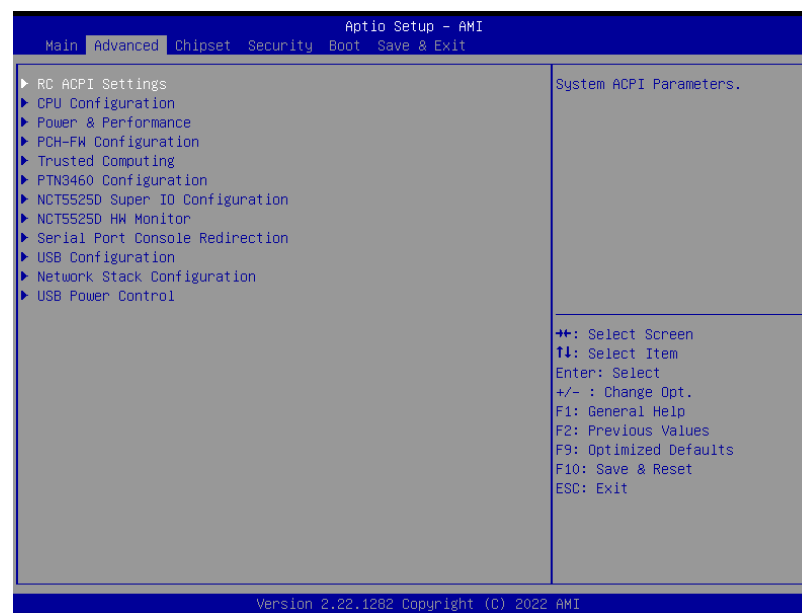 Aptio Setup – AMI
Main Advanced Chipset Security Boot Save & Exit
▶ RC ACPI Settings
▶ CPU Configuration
▶ Power & Performance
▶ PCH-FW Configuration
▶ Trusted Computing
▶ PTN3460 Configuration
▶ NCT5525D Super IO Configuration
▶ NCT5525D HW Monitor
▶ Serial Port Console Redirection
▶ USB Configuration
▶ Network Stack Configuration
▶ USB Power Control
System ACPI Parameters.
→←: Select Screen
↑↓: Select Item
Enter: Select
+/- : Change Opt.
F1: General Help
F2: Previous Values
F9: Optimized Defaults
F10: Save & Reset
ESC: Exit
Version 2.22.1282 Copyright (C) 2022 AMI